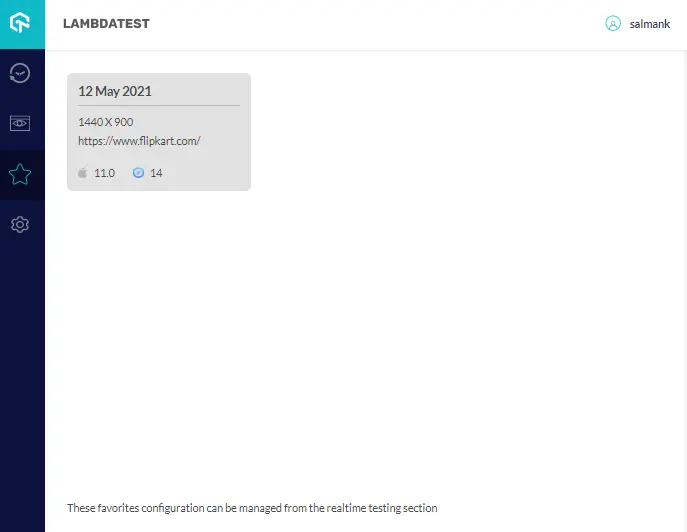 LAMBDATEST
salmank
12 May 2021
1440 X 900
https://www.flipkart.com/
11.0 14
These favorites configuration can be managed from the realtime testing section